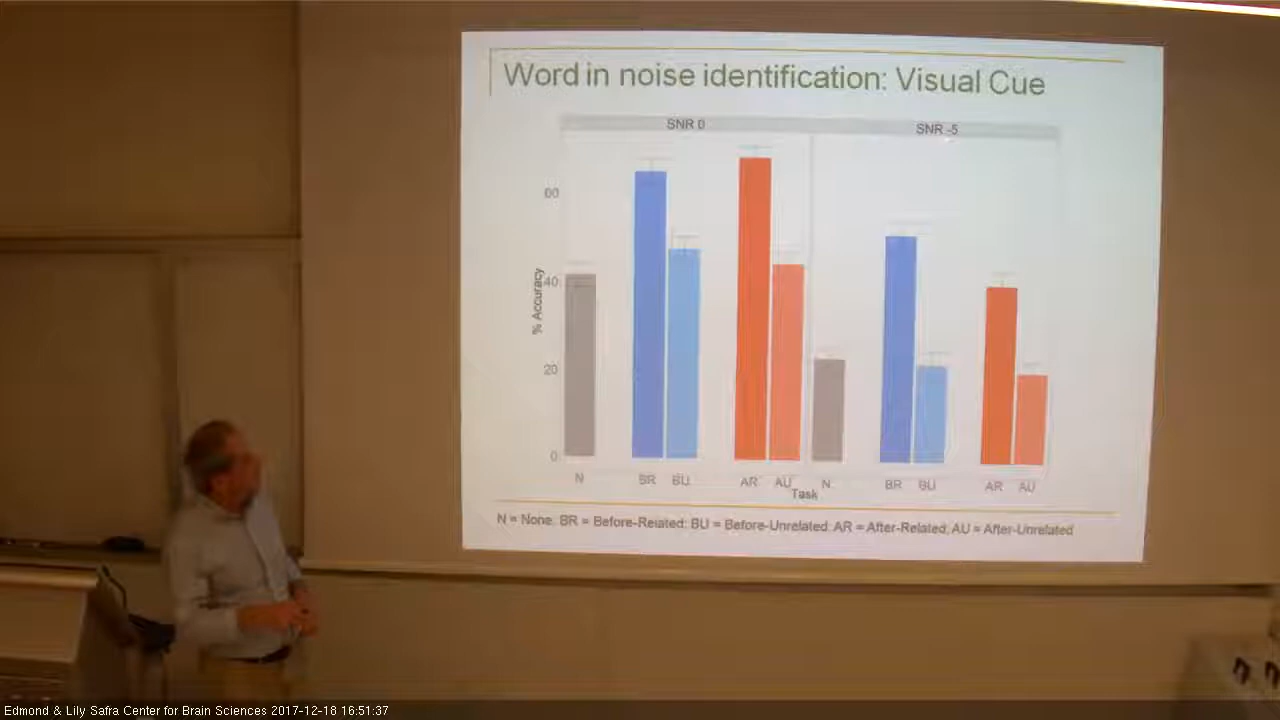 Word in noise identification: Visual Cue
SNR 0
SNR -5
% Accuracy
60
40
20
0
N BR BU AR AU N BR BU AR AU
Task
N = None; BR = Before-Related; BU = Before-Unrelated; AR = After-Related; AU = After-Unrelated
Edmond & Lily Safra Center for Brain Sciences 2017-12-18 16:51:37